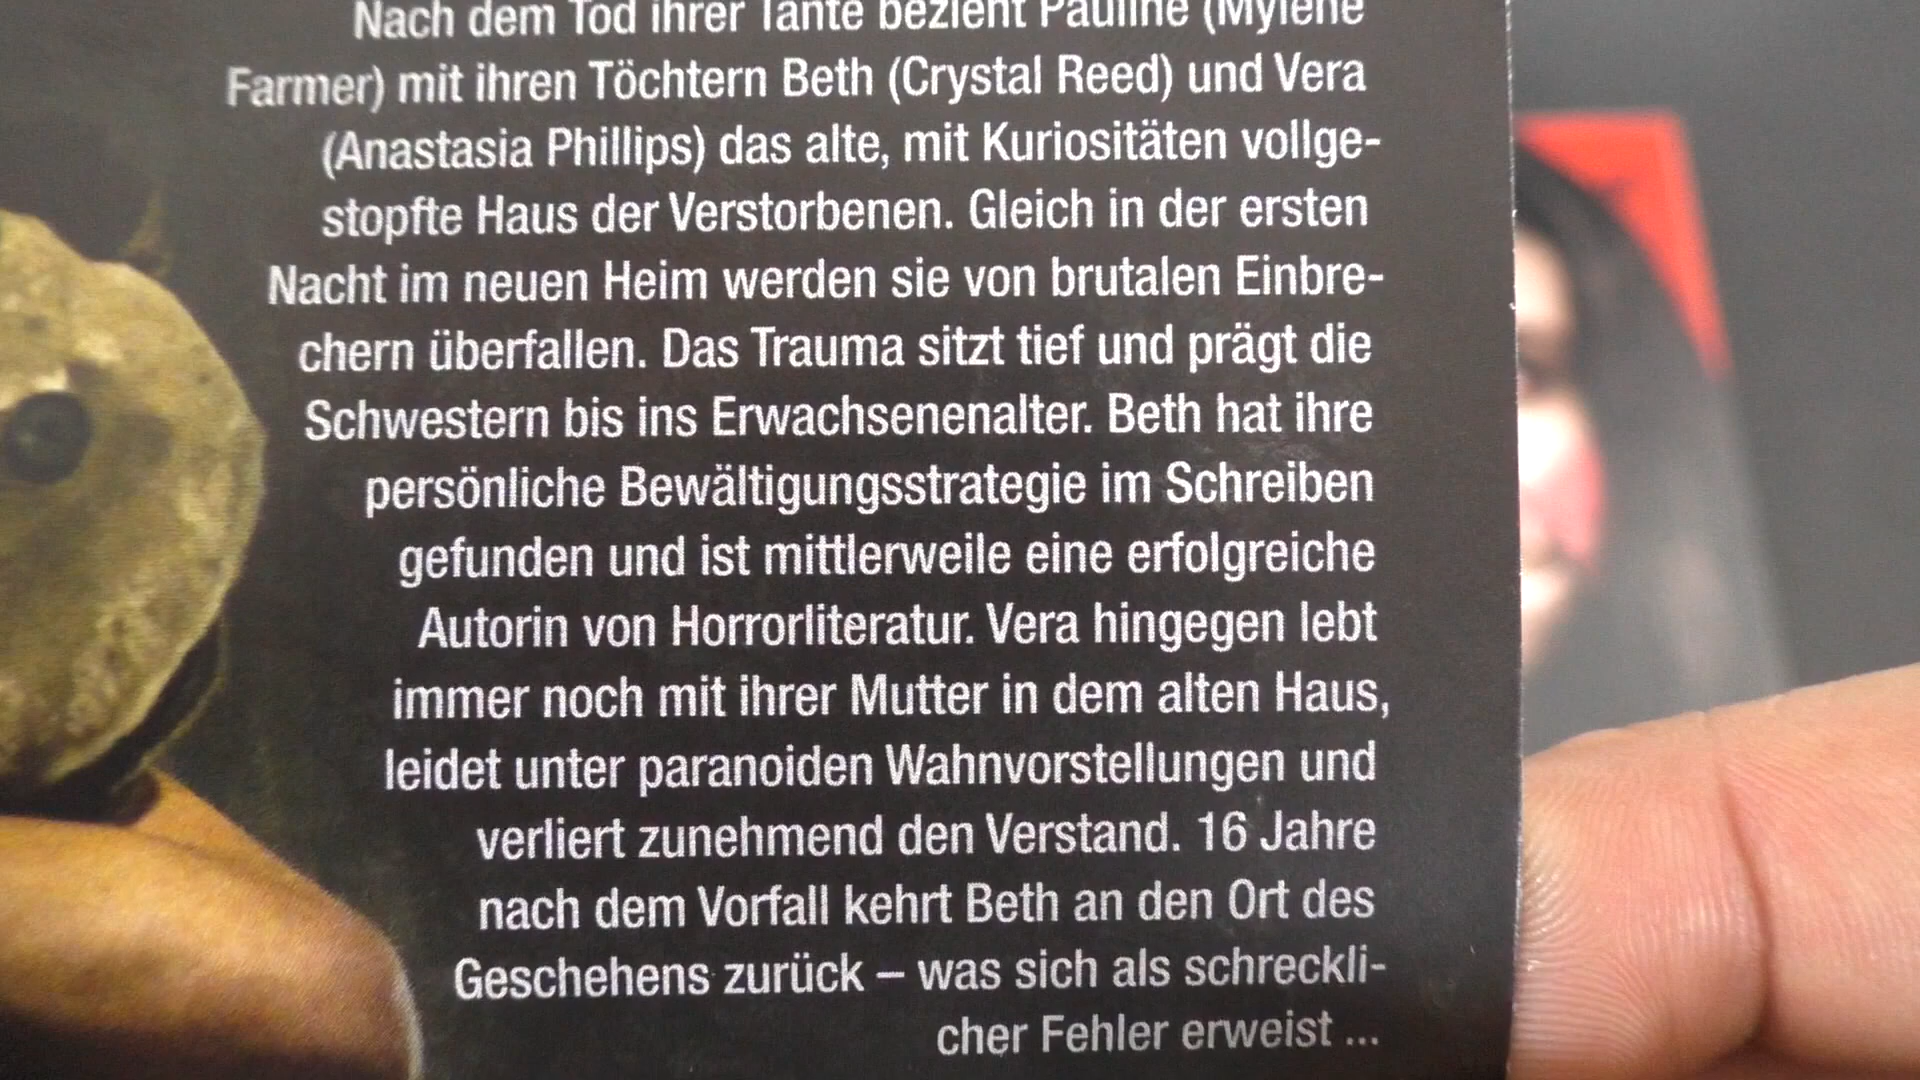 Nach dem Tod ihrer Tante bezieht Pauline (Mylène
Farmer) mit ihren Töchtern Beth (Crystal Reed) und Vera
(Anastasia Phillips) das alte, mit Kuriositäten vollge-
stopfte Haus der Verstorbenen. Gleich in der ersten
Nacht im neuen Heim werden sie von brutalen Einbre-
chern überfallen. Das Trauma sitzt tief und prägt die
Schwestern bis ins Erwachsenenalter. Beth hat ihre
persönliche Bewältigungsstrategie im Schreiben
gefunden und ist mittlerweile eine erfolgreiche
Autorin von Horrorliteratur. Vera hingegen lebt
immer noch mit ihrer Mutter in dem alten Haus,
leidet unter paranoiden Wahnvorstellungen und
verliert zunehmend den Verstand. 16 Jahre
nach dem Vorfall kehrt Beth an den Ort des
Geschehens zurück – was sich als schreckli-
cher Fehler erweist ...